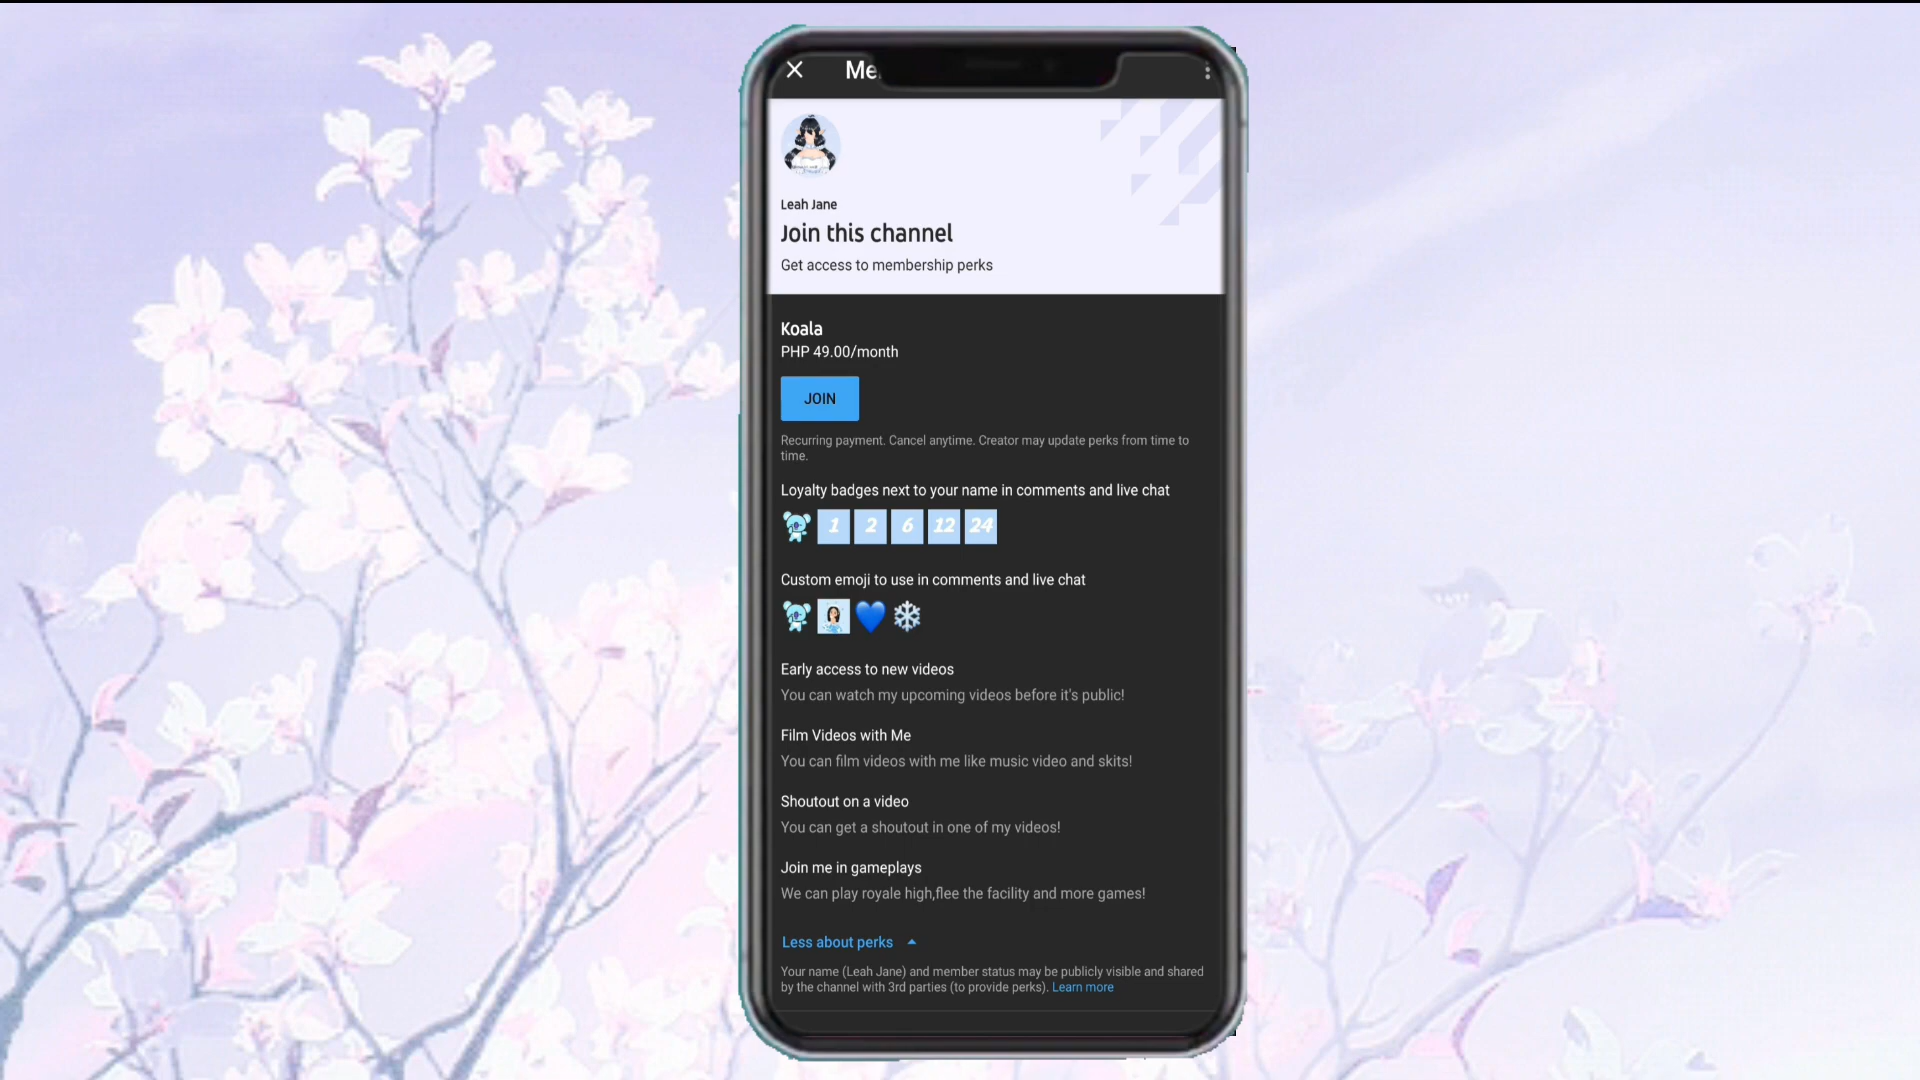 Me
Leah Jane
Join this channel
Get access to membership perks
Koala
PHP 49.00/month
JOIN
Recurring payment. Cancel anytime. Creator may update perks from time to
time.
Loyalty badges next to your name in comments and live chat
1 2 6 12 24
Custom emoji to use in comments and live chat
Early access to new videos
You can watch my upcoming videos before it's public!
Film Videos with Me
You can film videos with me like music video and skits!
Shoutout on a video
You can get a shoutout in one of my videos!
Join me in gameplays
We can play royale high,flee the facility and more games!
Less about perks
Your name (Leah Jane) and member status may be publicly visible and shared
by the channel with 3rd parties (to provide perks). Learn more